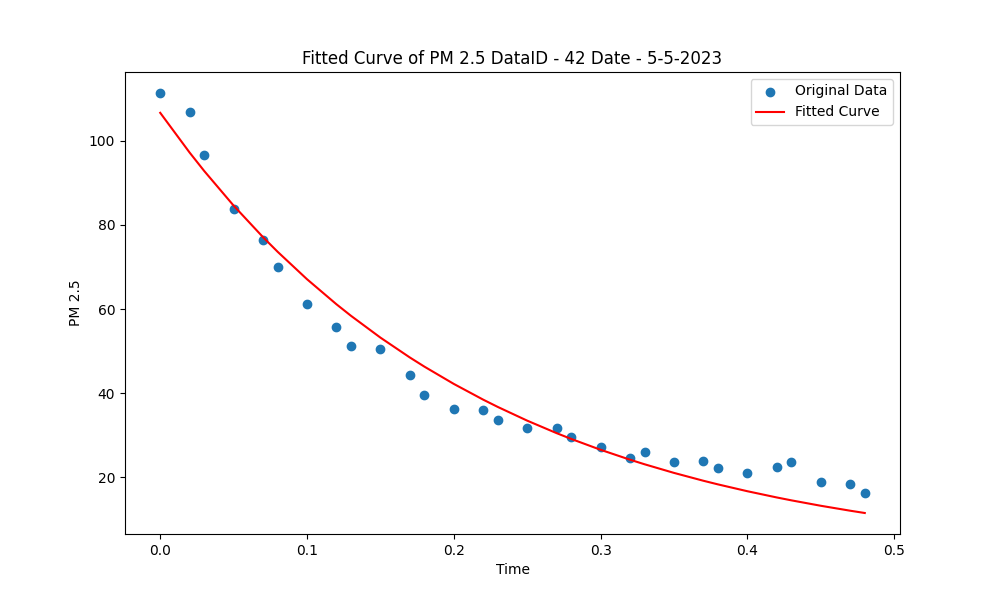 Fitted Curve of PM 2.5 DataID - 42 Date - 5-5-2023
Original Data
Fitted Curve
PM 2.5
100
80
60
40
20
0.0 0.1 0.2 0.3 0.4 0.5
Time